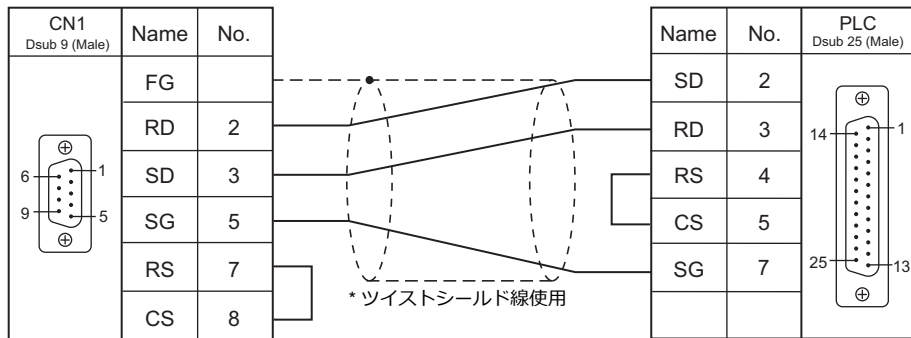 CN1
Dsub 9 (Male)
Name No.
FG
RD 2
SD 3
SG 5
RS 7
CS 8
1
6
9
5
* ツイストシールド線使用
Name No.
SD 2
RD 3
RS 4
CS 5
SG 7
PLC
Dsub 25 (Male)
1
14
25
13